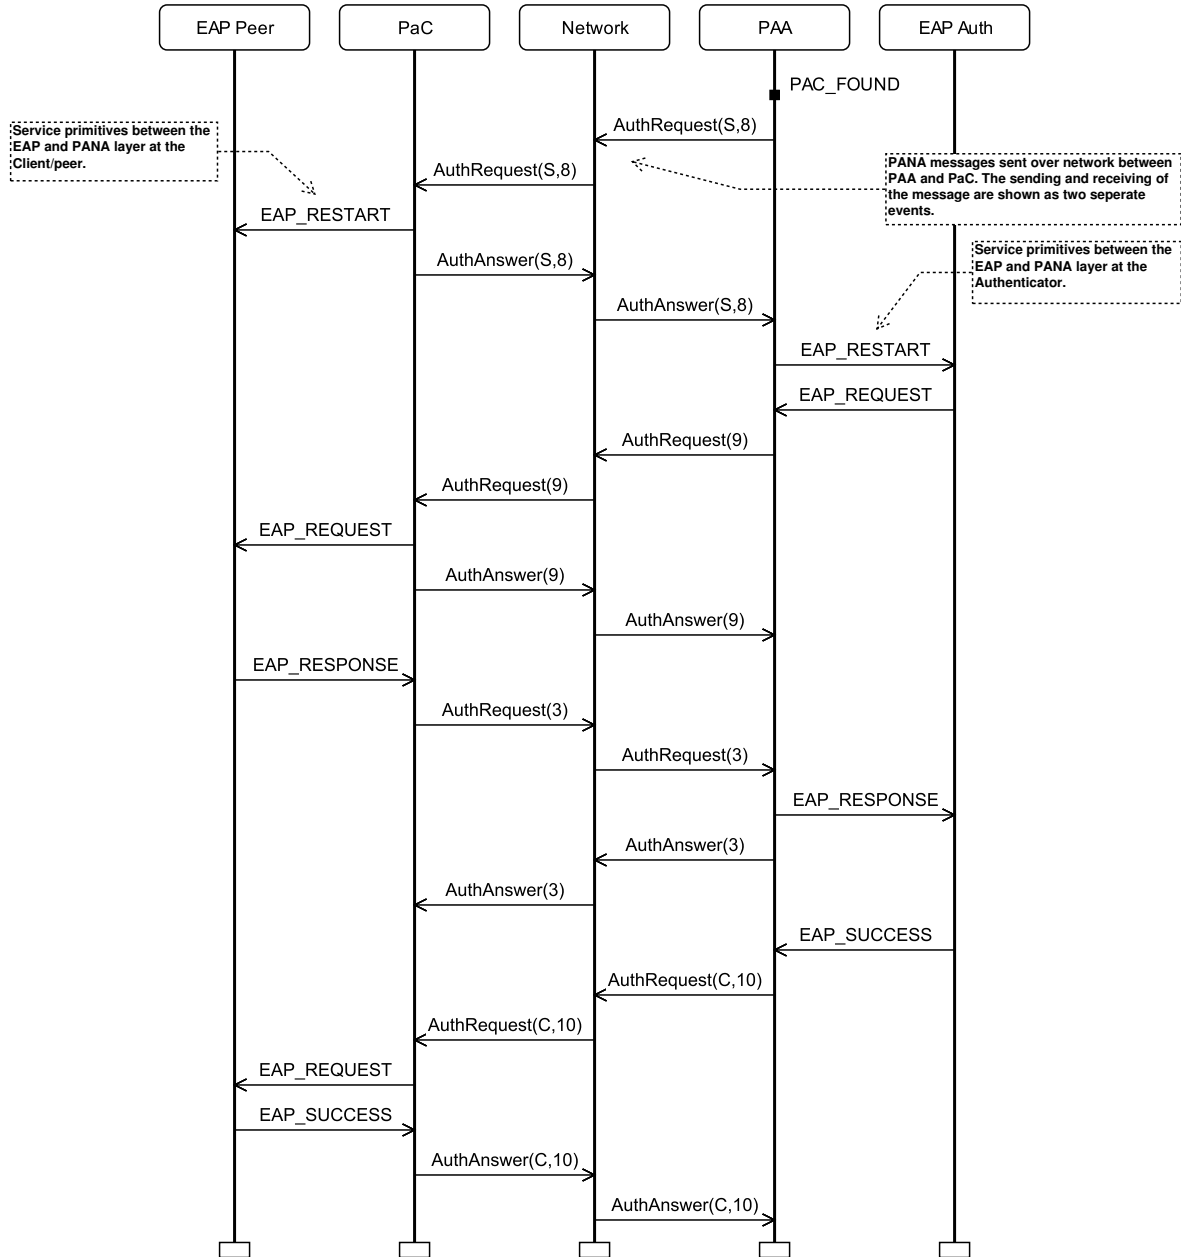 EAP Peer
PaC
Network
PAA
EAP Auth
PAC_FOUND
AuthRequest(S,8)
Service primitives between the
EAP and PANA layer at the
Client/peer.
PANA messages sent over network between
PAA and PaC. The sending and receiving of
the message are shown as two seperate
events.
AuthRequest(S,8)
EAP_RESTART
AuthAnswer(S,8)
Service primitives between the
EAP and PANA layer at the
Authenticator.
AuthAnswer(S,8)
EAP_RESTART
EAP_REQUEST
AuthRequest(9)
AuthRequest(9)
EAP_REQUEST
AuthAnswer(9)
AuthAnswer(9)
EAP_RESPONSE
AuthRequest(3)
AuthRequest(3)
EAP_RESPONSE
AuthAnswer(3)
AuthAnswer(3)
EAP_SUCCESS
AuthRequest(C,10)
AuthRequest(C,10)
EAP_REQUEST
EAP_SUCCESS
AuthAnswer(C,10)
AuthAnswer(C,10)